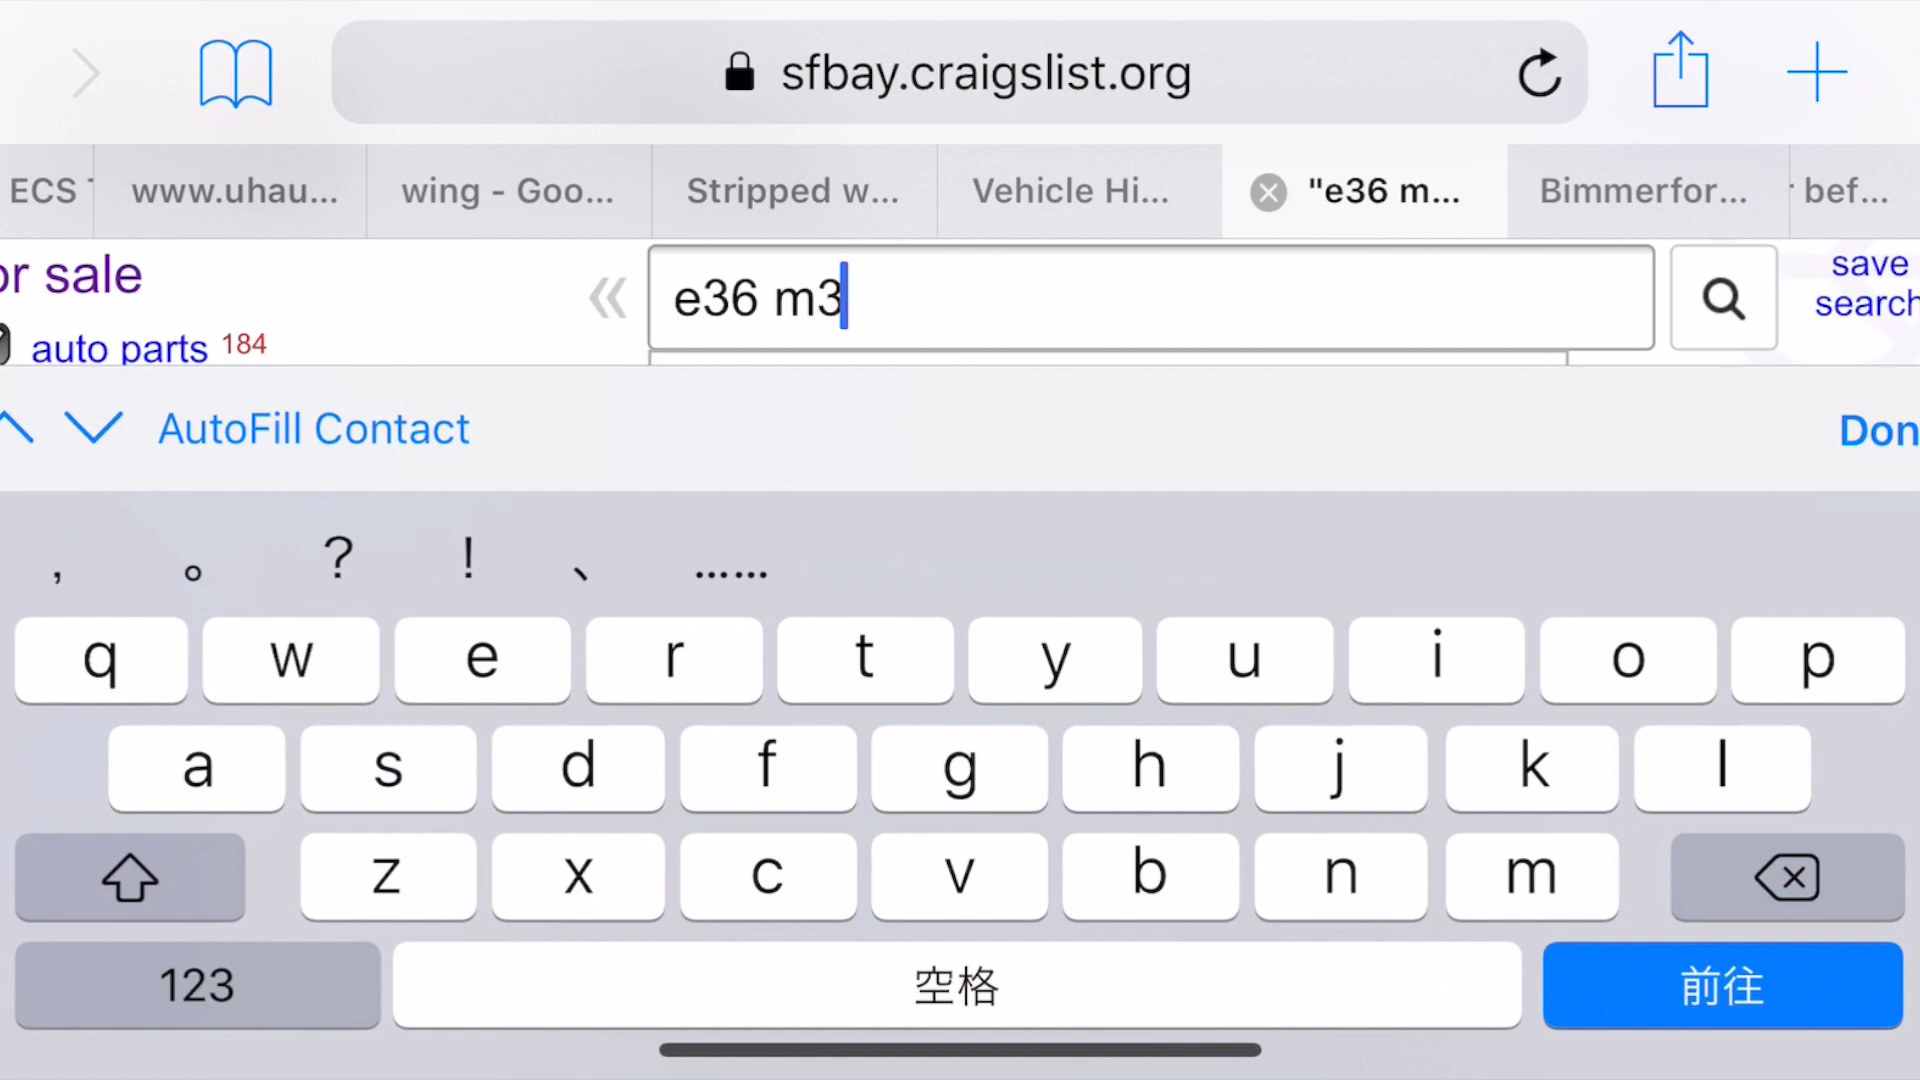 sfbay.craigslist.org
ECS
www.uhau...
wing - Goo...
Stripped w...
Vehicle Hi...
"e36 m...
Bimmerfor...
bef...
or sale
e36 m3
save
search
auto parts 184
AutoFill Contact
Don
, 。 ? ! 、 ……
q w e r t y u i o p
a s d f g h j k l
z x c v b n m
123 空格 前往